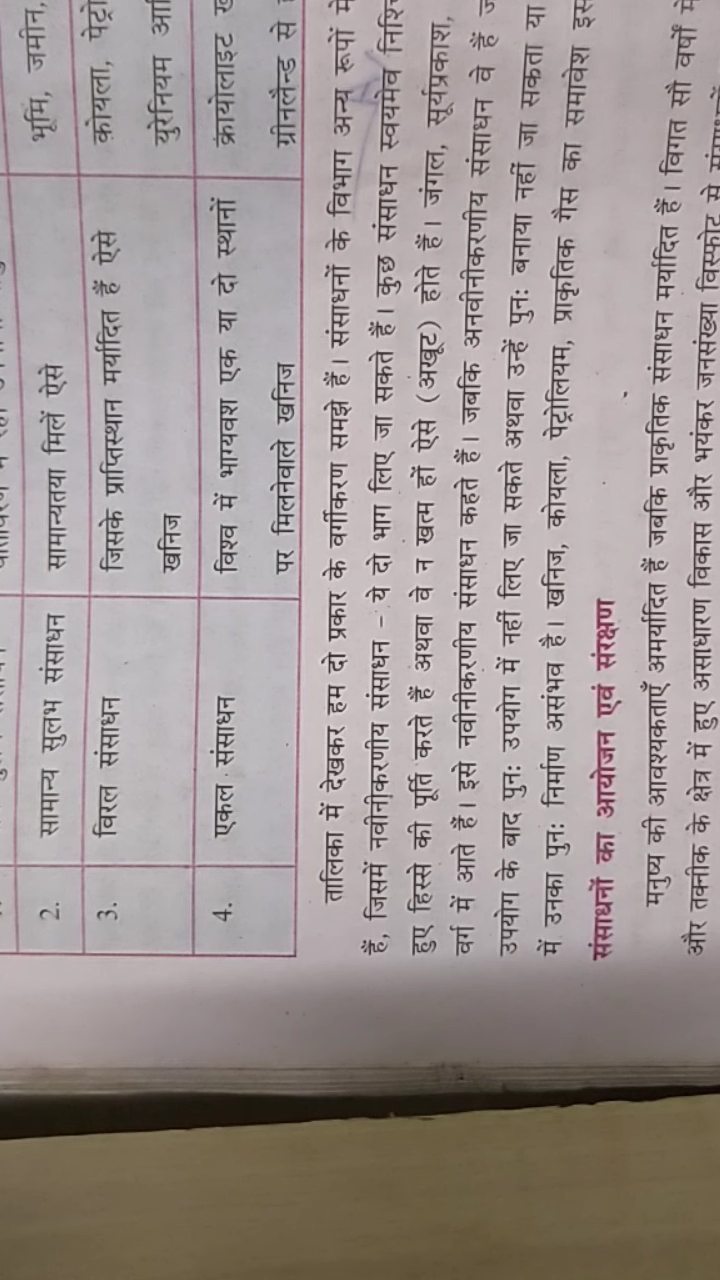 2. सामान्य सुलभ संसाधन सामान्यतया मिलें ऐसे भूमि, जमीन,
3. विरल संसाधन जिसके प्राप्तिस्थान मर्यादित हैं ऐसे कोयला,
खनिज युरेनियम
4. एकल संसाधन विश्व में भाग्यवश एक या दो स्थानों क्रायोलाइट
पर मिलनेवाले खनिज ग्रीनलैन्ड से
तालिका में देखकर हम दो प्रकार के वर्गीकरण समझे हैं। संसाधनों के विभाग अन्य रूपों
हैं, जिसमें नवीनीकरणीय संसाधन - ये दो भाग लिए जा सकते हैं। कुछ संसाधन स्वयमेव
हुए हिस्से की पूर्ति करते हैं अथवा वे न खत्म हों ऐसे (अखूट) होते हैं। जंगल, सूर्यप्रकाश,
वर्ग में आते हैं। इसे नवीनीकरणीय संसाधन कहते हैं। जबकि अनवीनीकरणीय संसाधन वे हैं
उपयोग के बाद पुनः उपयोग में नहीं लिए जा सकते अथवा उन्हें पुनः बनाया नहीं जा सकता या
में उनका पुनः निर्माण असंभव है। खनिज, कोयला, पेट्रोलियम, प्राकृतिक गैस का समावेश
संसाधनों का आयोजन एवं संरक्षण
मनुष्य की आवश्यकताएँ अमर्यादित हैं जबकि प्राकृतिक संसाधन मर्यादित हैं। विगत सौ वर्षों
और तकनीक के क्षेत्र में हुए असाधारण विकास और भयंकर जनसंख्या विस्फोट से